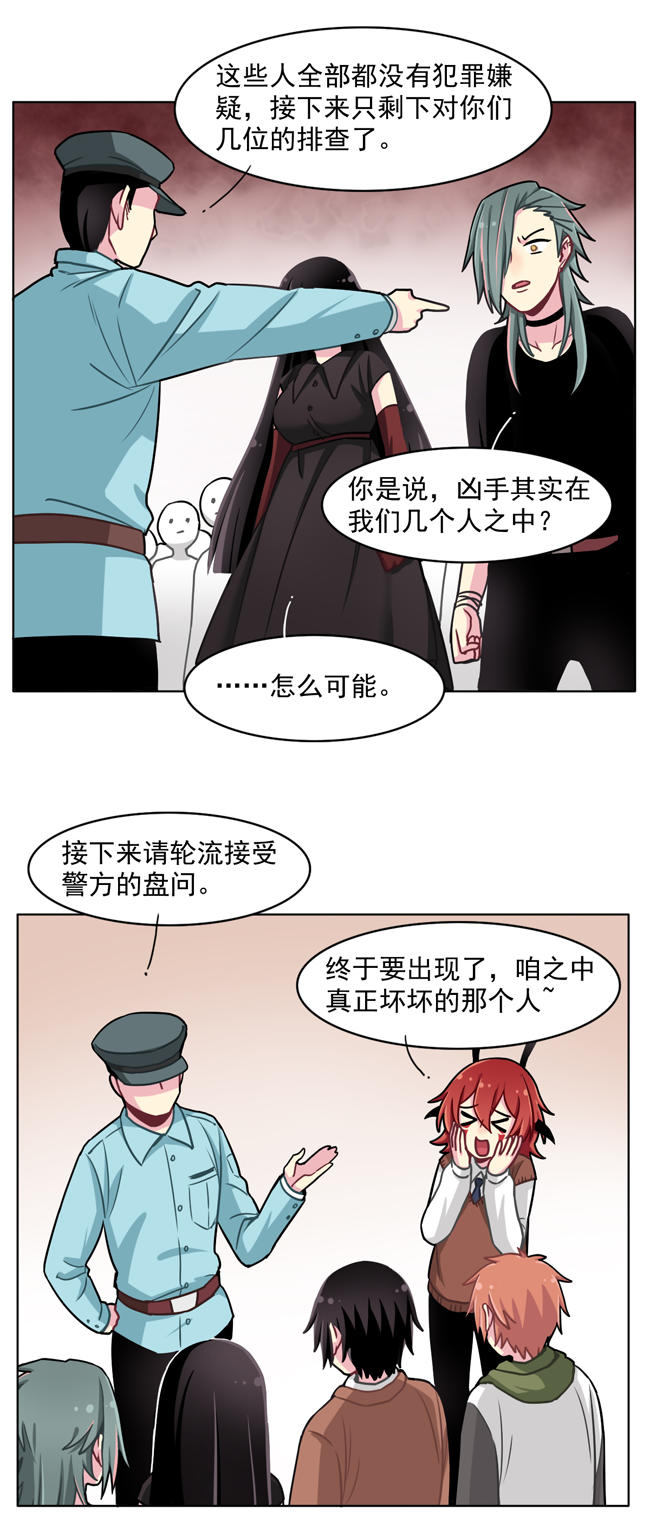 这些人全部都没有犯罪嫌
疑，接下来只剩下对你们
几位的排查了。
你是说，凶手其实在
我们几个人之中？
……怎么可能。
接下来请轮流接受
警方的盘问。
终于要出现了，咱之中
真正坏坏的那个人~